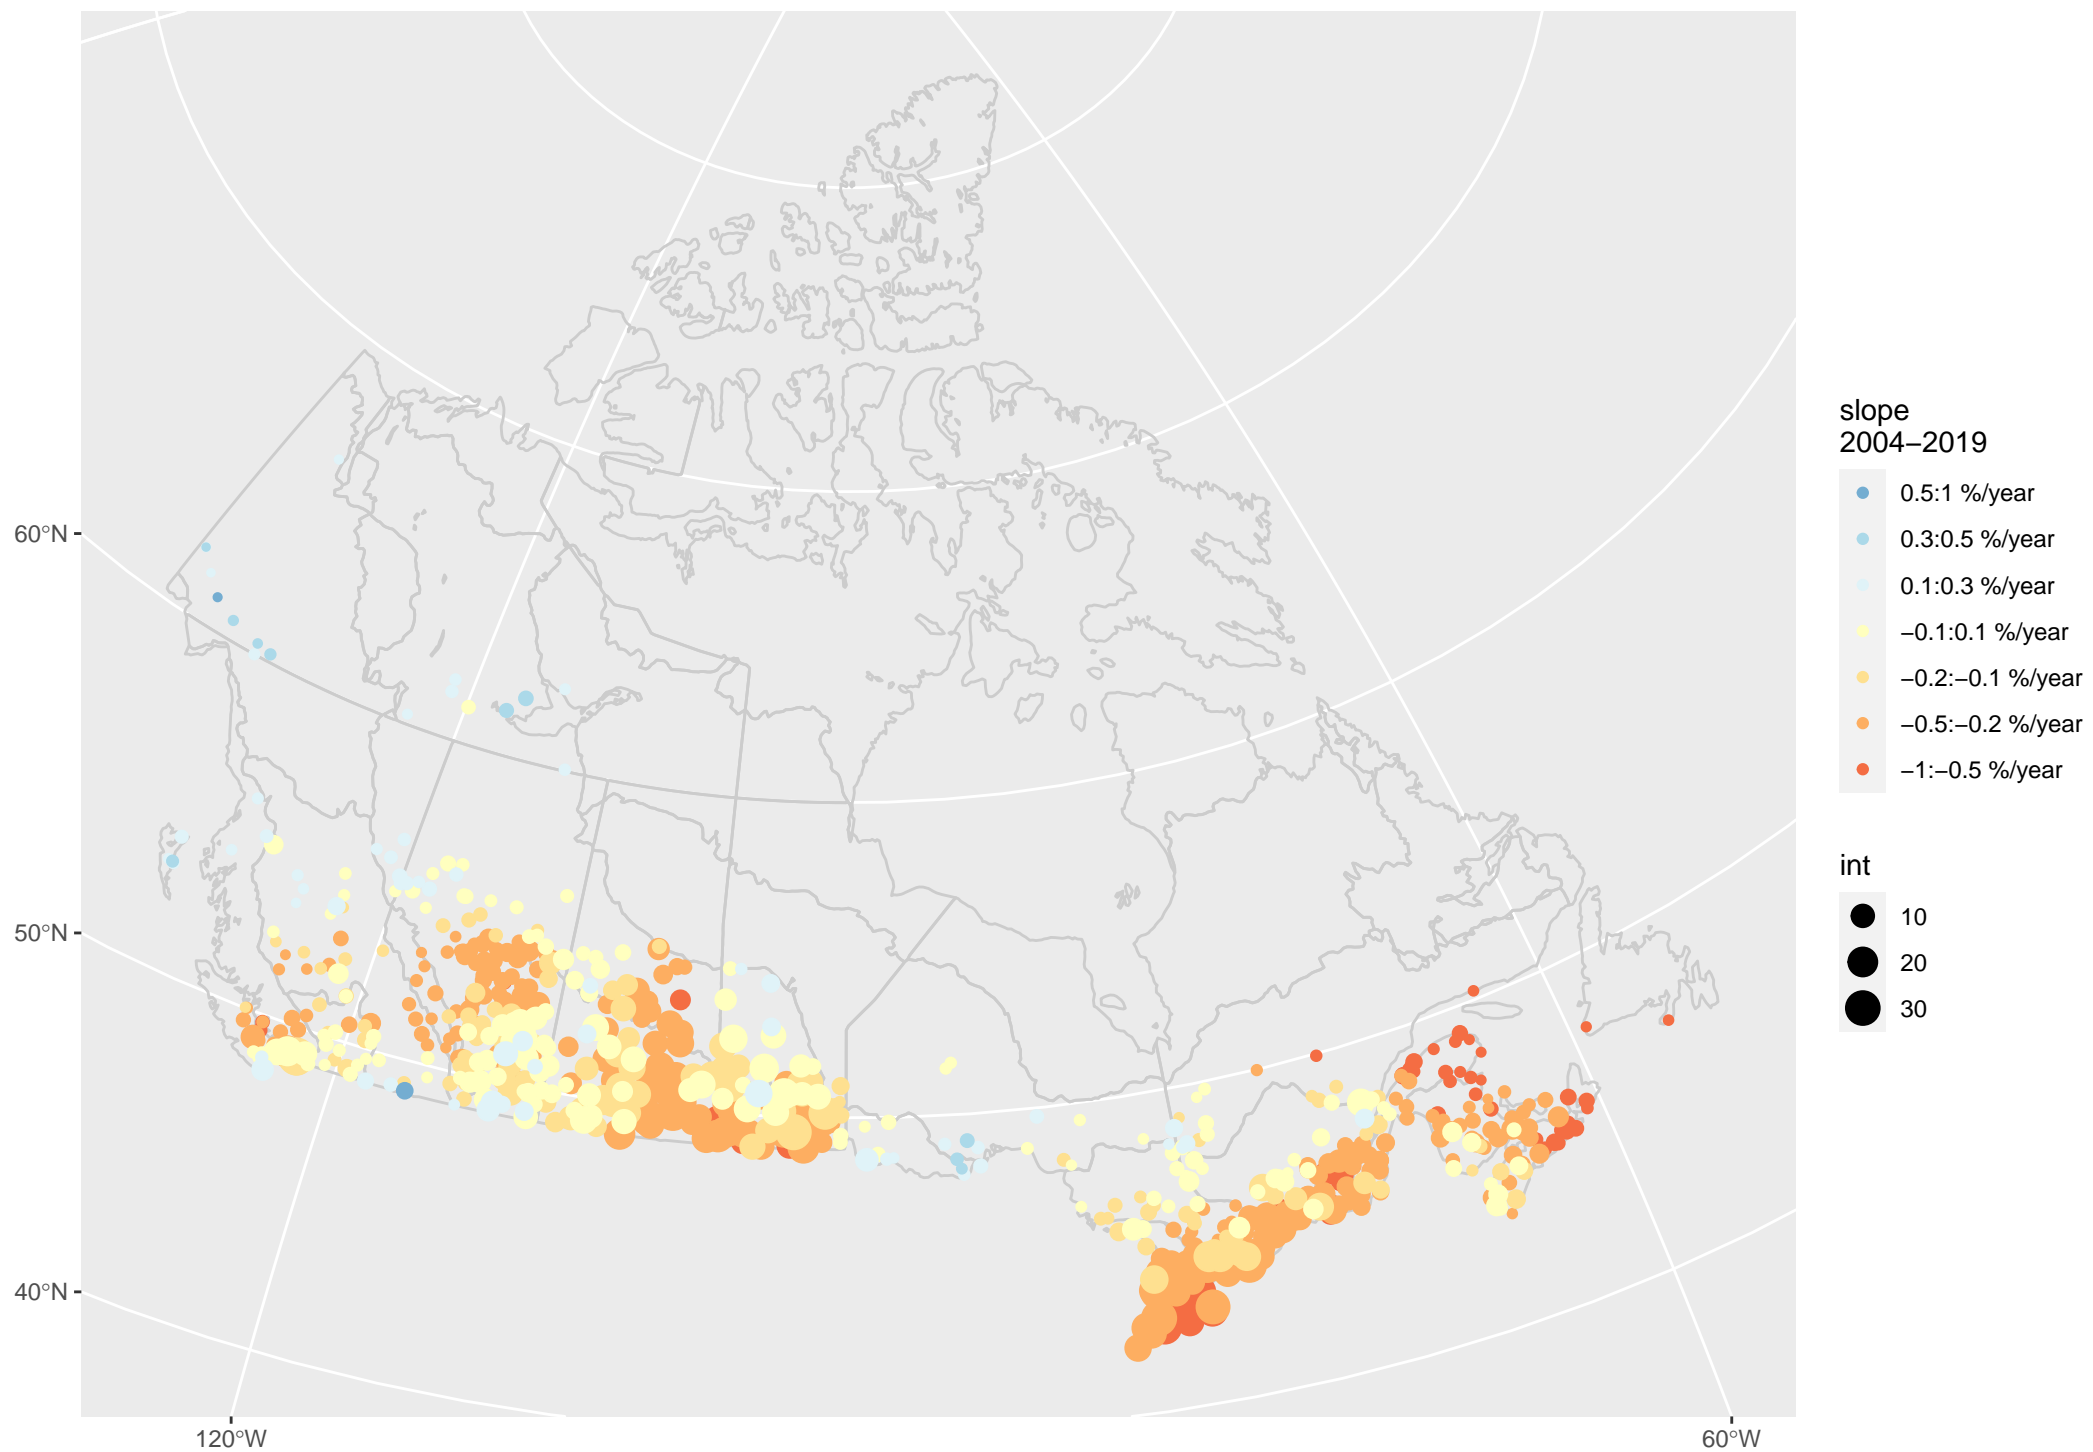 60°N
50°N
40°N
120°W
60°W
slope
2004–2019
0.5:1 %/year
0.3:0.5 %/year
0.1:0.3 %/year
−0.1:0.1 %/year
−0.2:−0.1 %/year
−0.5:−0.2 %/year
−1:−0.5 %/year
int
10
20
30